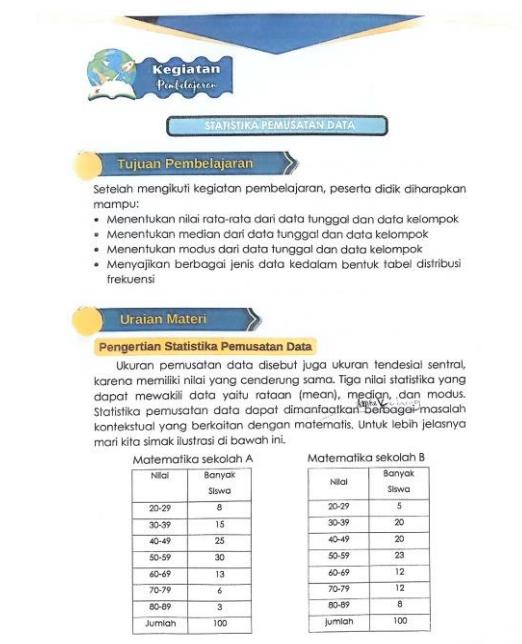 Kegiatan
Pembelajaran
STATISTIKA PEMUSATAN DATA
Tujuan Pembelajaran
Setelah mengikuti kegiatan pembelajaran, peserta didik diharapkan
mampu:
• Menentukan nilai rata-rata dari data tunggal dan data kelompok
• Menentukan median dari data tunggal dan data kelompok
• Menentukan modus dari data tunggal dan data kelompok
• Menyajikan berbagai jenis data kedalam bentuk tabel distribusi
frekuensi
Uraian Materi
Pengertian Statistika Pemusatan Data
Ukuran pemusatan data disebut juga ukuran tendesial sentral,
karena memiliki nilai yang cenderung sama. Tiga nilai statistika yang
dapat mewakili data yaitu rataan (mean), median, dan modus.
Statistika pemusatan data dapat dimanfaatkan berbagai masalah
kontekstual yang berkaitan dengan matematis. Untuk lebih jelasnya
mari kita simak ilustrasi di bawah ini.
Matematika sekolah A
Nilai Banyak
Siswa
20-29 8
30-39 15
40-49 25
50-59 30
60-69 13
70-79 6
80-89 3
Jumlah 100
Matematika sekolah B
Nilai Banyak
Siswa
20-29 5
30-39 20
40-49 20
50-59 23
60-69 12
70-79 12
80-89 8
jumlah 100